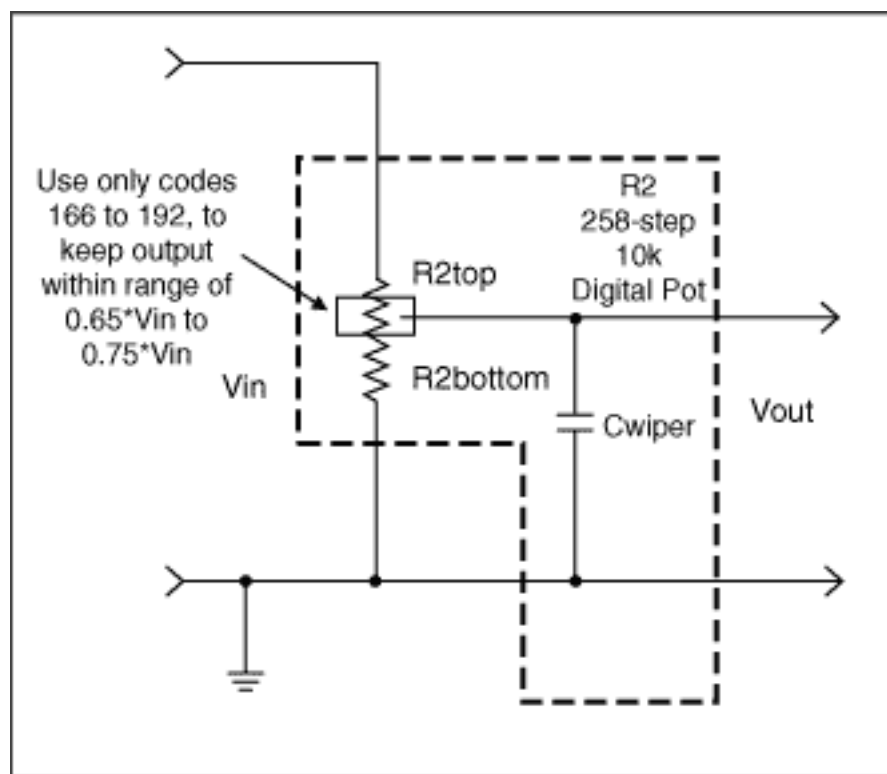 Use only codes
166 to 192, to
keep output
within range of
0.65*Vin to
0.75*Vin
R2
258-step
10k
Digital Pot
R2top
R2bottom
Vin
Cwiper
Vout